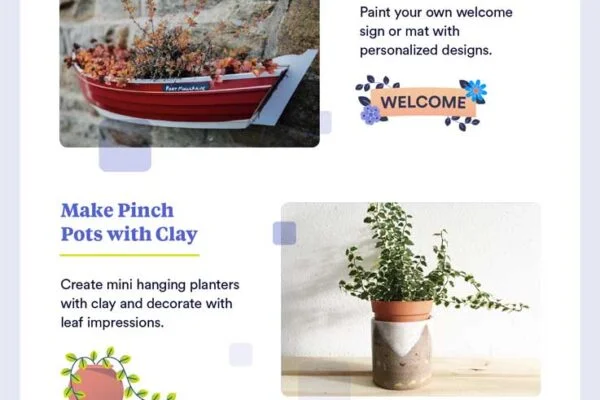 Paint your own welcome
sign or mat with
personalized designs.
WELCOME
Make Pinch
Pots with Clay
Create mini hanging planters
with clay and decorate with
leaf impressions.